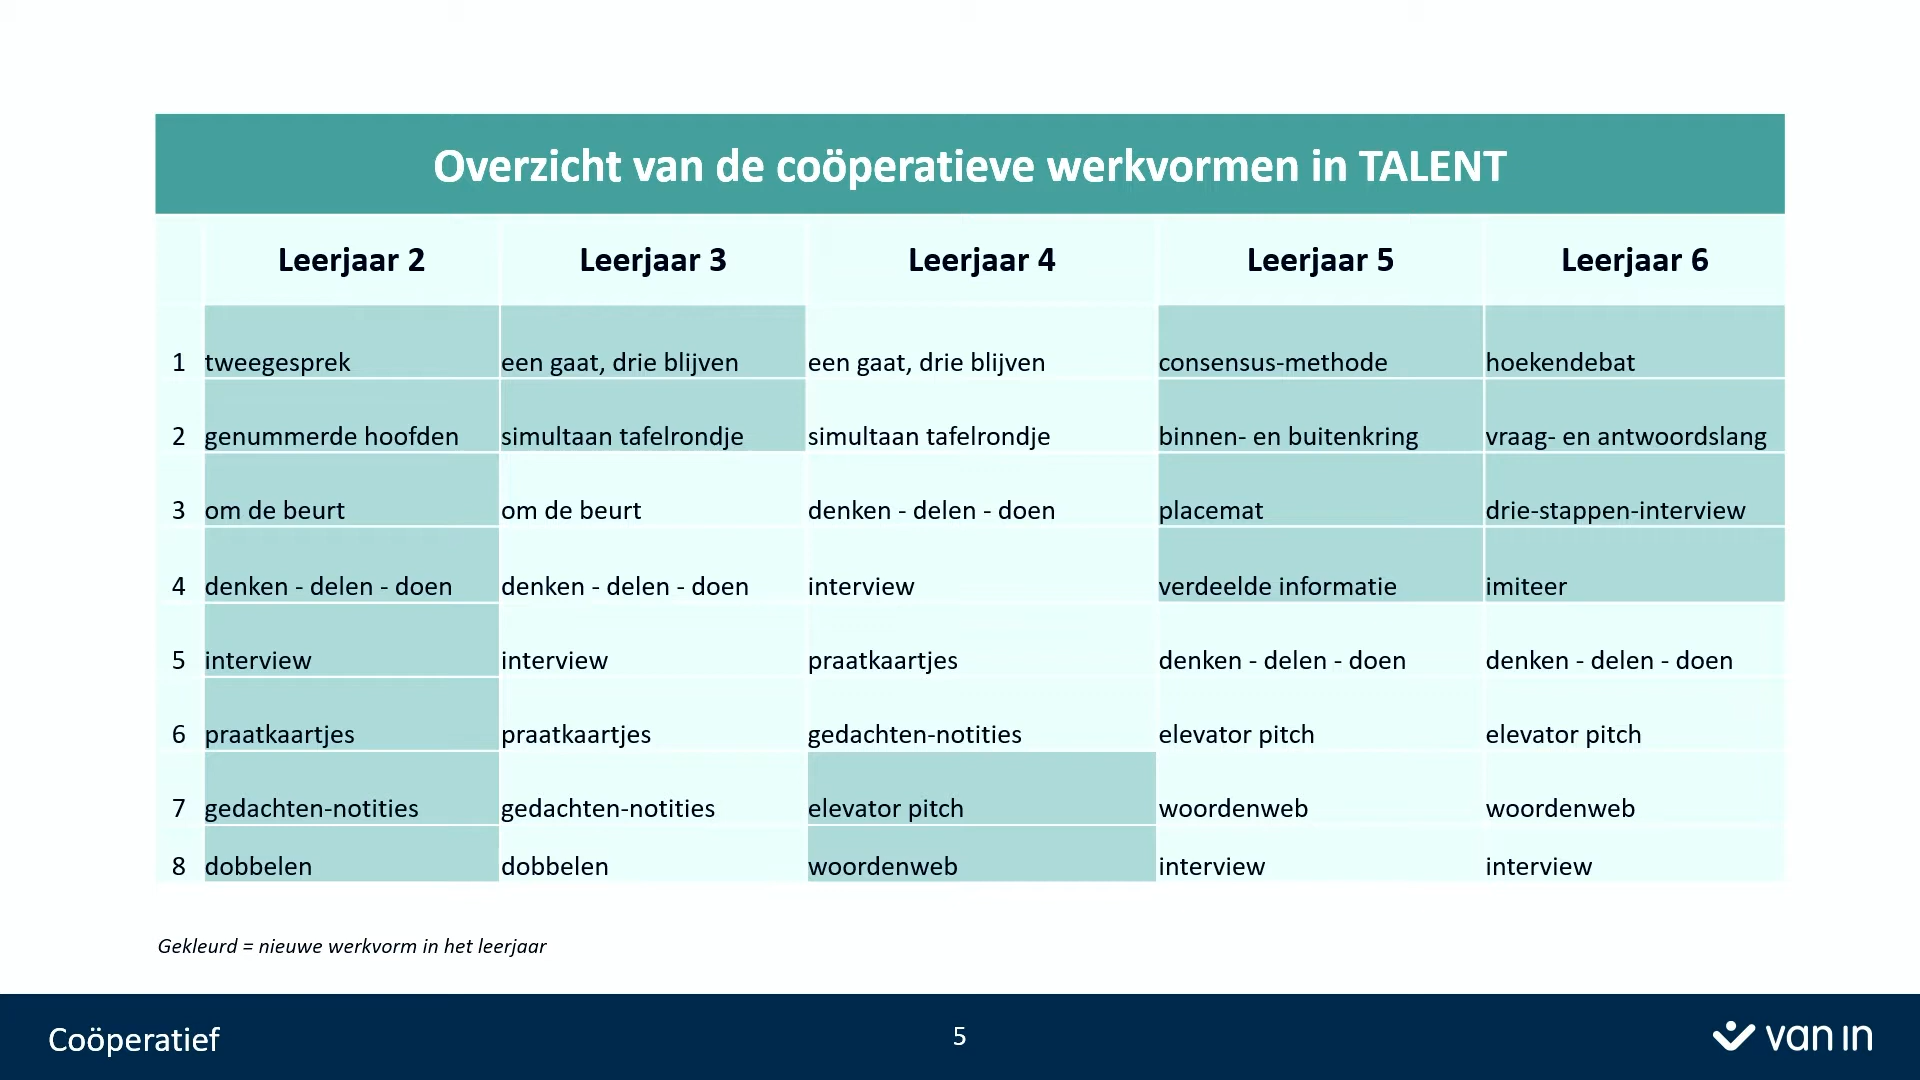 Overzicht van de coöperatieve werkvormen in TALENT
Leerjaar 2 Leerjaar 3 Leerjaar 4 Leerjaar 5 Leerjaar 6
1 tweegesprek een gaat, drie blijven een gaat, drie blijven consensus-methode hoekendebat
2 genummerde hoofden simultaan tafelrondje simultaan tafelrondje binnen- en buitenkring vraag- en antwoordslang
3 om de beurt om de beurt denken - delen - doen placemat drie-stappen-interview
4 denken - delen - doen denken - delen - doen interview verdeelde informatie imiteer
5 interview interview praatkaartjes denken - delen - doen denken - delen - doen
6 praatkaartjes praatkaartjes gedachten-notities elevator pitch elevator pitch
7 gedachten-notities gedachten-notities elevator pitch woordenweb woordenweb
8 dobbelen dobbelen woordenweb interview interview
Gekleurd = nieuwe werkvorm in het leerjaar
Coöperatief 5 van in